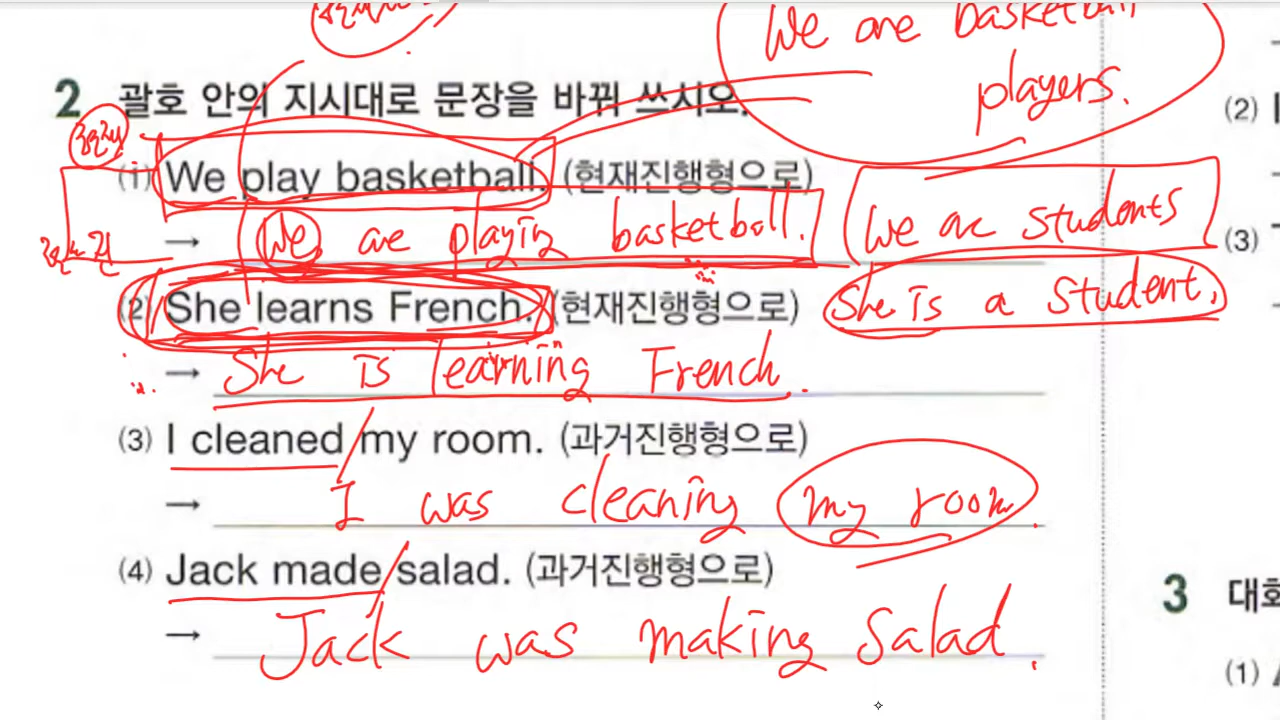 We are basketball
players.
2 괄호 안의 지시대로 문장을 바꿔 쓰시오.
(1) We play basketball. (현재진행형으로)
→ We are playing basketball.
We are students
(2) She learns French. (현재진행형으로)
She is a student.
→ She is learning French.
(3) I cleaned my room. (과거진행형으로)
→ I was cleaning my room.
(4) Jack made salad. (과거진행형으로)
→ Jack was making salad.
(2) I
(3)
3 대화
(1)